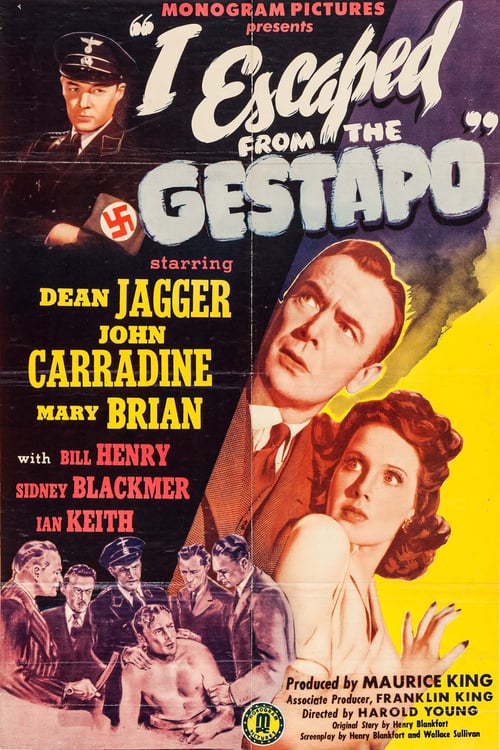 MONOGRAM PICTURES
presents
"I Escaped
FROM THE
GESTAPO"
starring
DEAN JAGGER
JOHN
CARRADINE
MARY BRIAN
with BILL HENRY
SIDNEY BLACKMER
IAN KEITH
Produced by MAURICE KING
Associate Producer, FRANKLIN KING
Directed by HAROLD YOUNG
Original Story by Henry Blankfort
Screenplay by Henry Blankfort and Wallace Sullivan